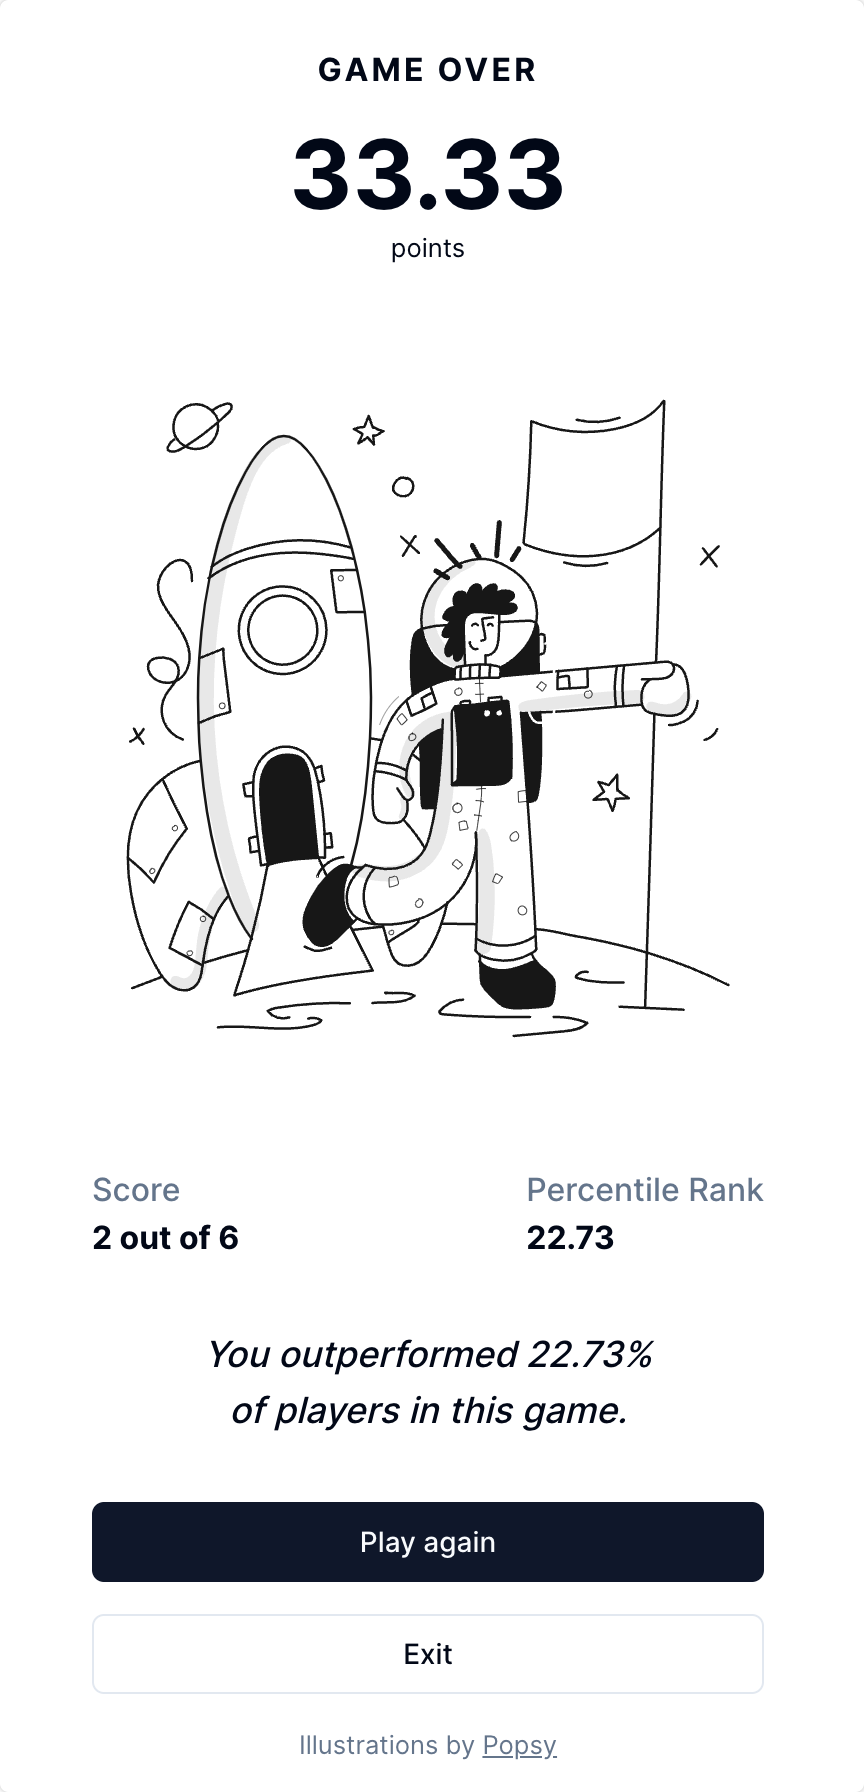 GAME OVER
33.33
points
Score
2 out of 6
Percentile Rank
22.73
You outperformed 22.73%
of players in this game.
Play again
Exit
Illustrations by Popsy